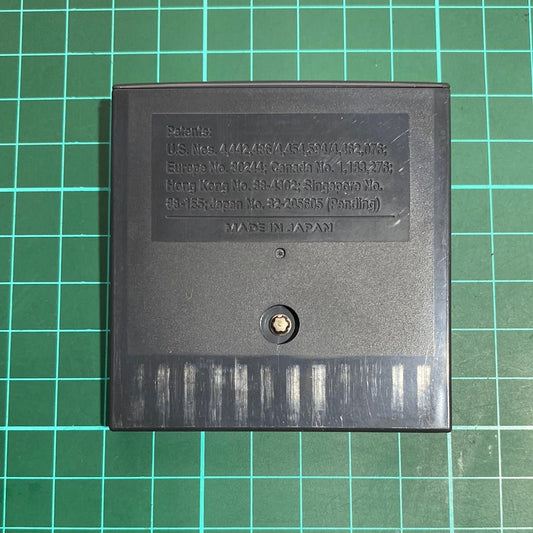 Patents:
U.S. Nos. 4,442,486/4,454,594/4,462,076;
Europe No. 80244; Canada No. 1,183,276;
Hong Kong No. 88-4302; Singapore No.
88-155; Japan No. 82-205605 (Pending)
MADE IN JAPAN